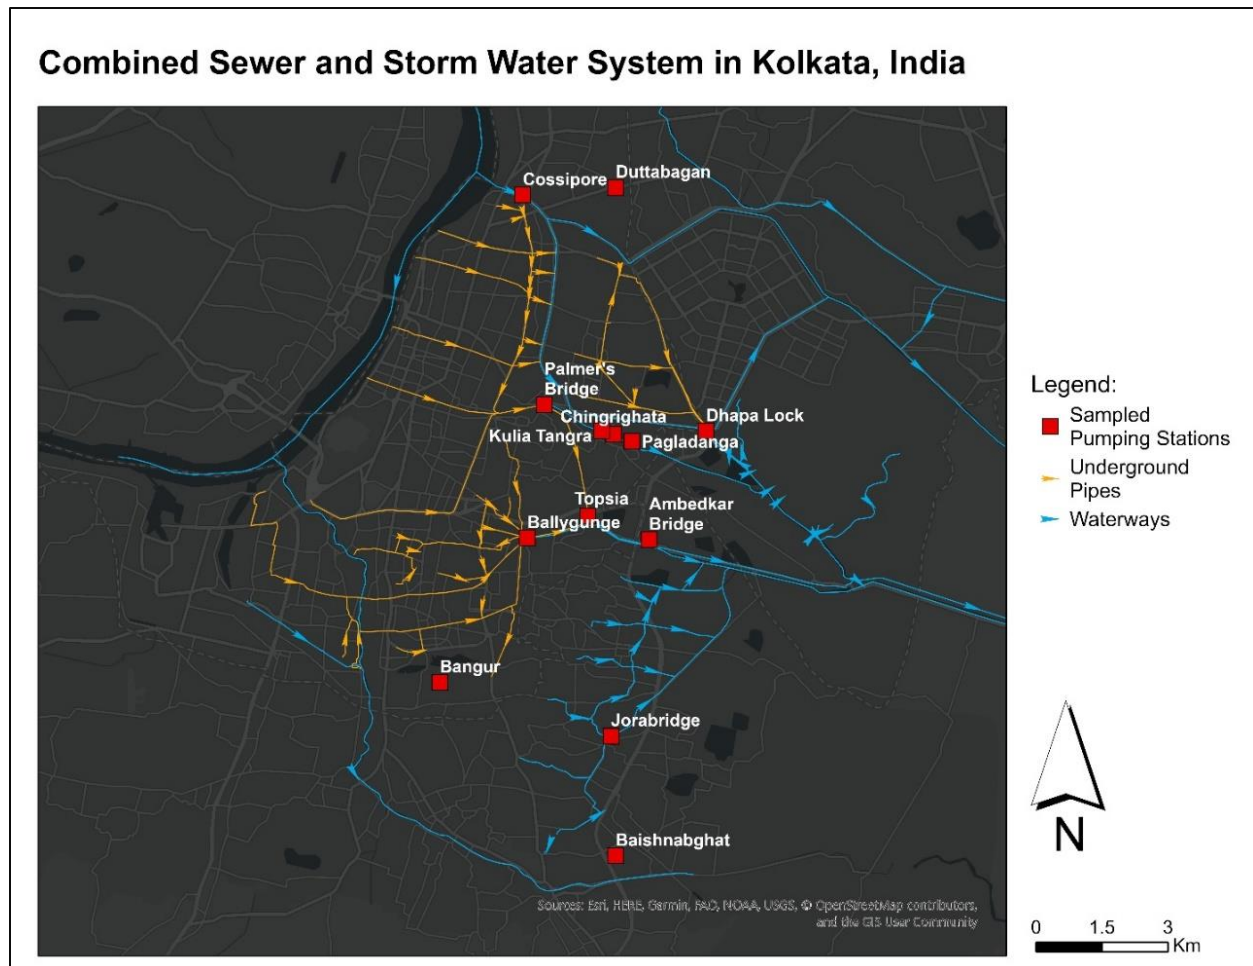 Combined Sewer and Storm Water System in Kolkata, India
Cossipore
Duttabagan
Palmer's
Bridge
Chingrighata
Dhapa Lock
Kulia Tangra
Pagladanga
Topsia
Ambedkar
Bridge
Ballygunge
Bangur
Jorabridge
Baishnabghat
Sources: Esri, HERE, Garmin, FAO, NOAA, USGS, © OpenStreetMap contributors,
and the GIS User Community
Legend:
Sampled
Pumping Stations
Underground
Pipes
Waterways
N
0 1.5 3
Km